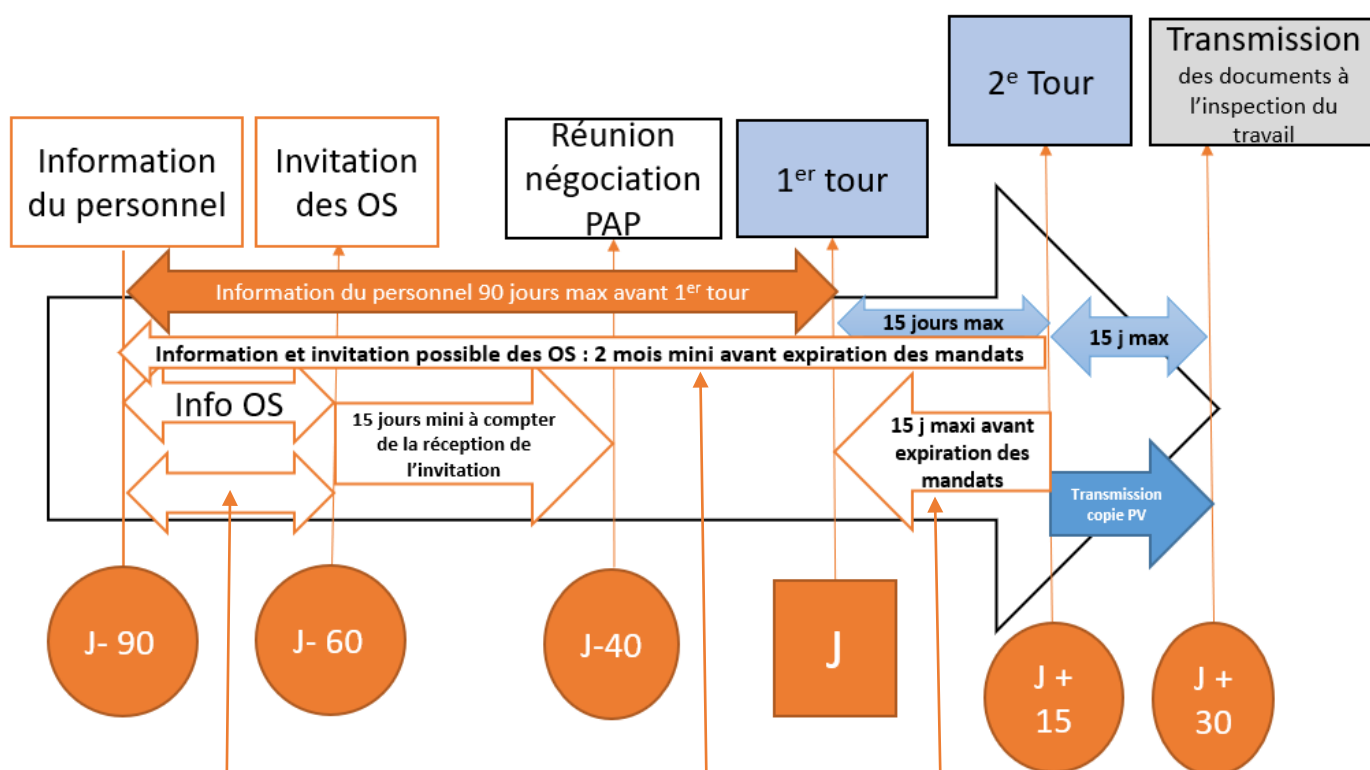 Information
du personnel
Invitation
des OS
Réunion
négociation
PAP
1er tour
2e Tour
Transmission
des documents à
l’inspection du
travail
Information du personnel 90 jours max avant 1er tour
15 jours max
15 j max
Information et invitation possible des OS : 2 mois mini avant expiration des mandats
Info OS
15 jours mini à compter
de la réception de
l’invitation
15 j maxi avant
expiration des
mandats
Transmission
copie PV
J- 90
J- 60
J-40
J
J +
15
J +
30